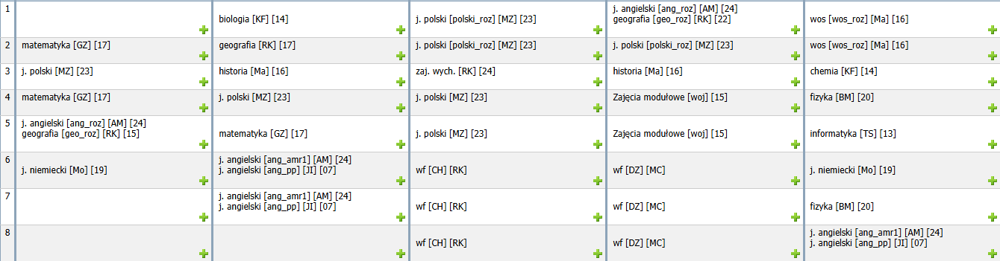 1
biologia [KF] [14]
j. polski [polski_roz] [MZ] [23]
j. angielski [ang_roz] [AM] [24]
geografia [geo_roz] [RK] [22]
wos [wos_roz] [Ma] [16]
2
matematyka [GZ] [17]
geografia [RK] [17]
j. polski [polski_roz] [MZ] [23]
j. polski [polski_roz] [MZ] [23]
wos [wos_roz] [Ma] [16]
3
j. polski [MZ] [23]
historia [Ma] [16]
zaj. wych. [RK] [24]
historia [Ma] [16]
chemia [KF] [14]
4
matematyka [GZ] [17]
j. polski [MZ] [23]
j. polski [MZ] [23]
Zajęcia modułowe [woj] [15]
fizyka [BM] [20]
5
j. angielski [ang_roz] [AM] [24]
geografia [geo_roz] [RK] [15]
matematyka [GZ] [17]
j. polski [MZ] [23]
Zajęcia modułowe [woj] [15]
informatyka [TS] [13]
6
j. niemiecki [Mo] [19]
j. angielski [ang_amr1] [AM] [24]
j. angielski [ang_pp] [JI] [07]
wf [CH] [RK]
wf [DZ] [MC]
j. niemiecki [Mo] [19]
7
j. angielski [ang_amr1] [AM] [24]
j. angielski [ang_pp] [JI] [07]
wf [CH] [RK]
wf [DZ] [MC]
fizyka [BM] [20]
8
wf [CH] [RK]
wf [DZ] [MC]
j. angielski [ang_amr1] [AM] [24]
j. angielski [ang_pp] [JI] [07]